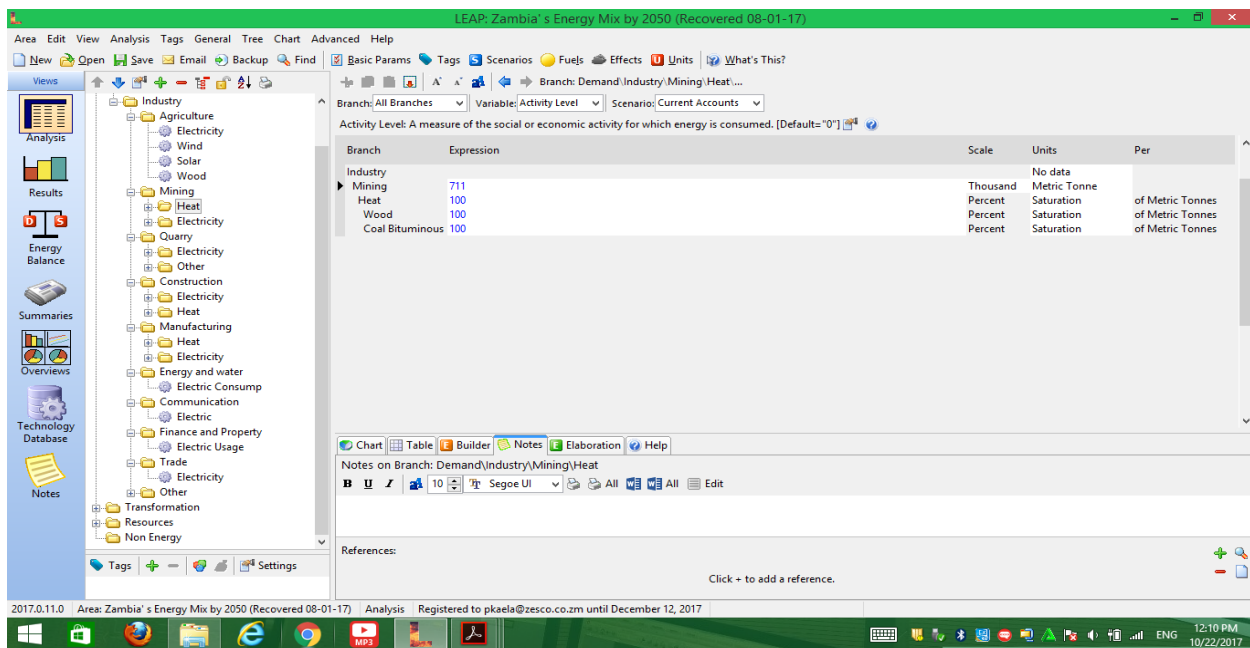 LEAP: Zambia' s Energy Mix by 2050 (Recovered 08-01-17)
Area Edit View Analysis Tags General Tree Chart Advanced Help
New Open Save Email Backup Find Basic Params Tags Scenarios Fuels Effects Units What's This?
Views
Analysis
Results
Energy
Balance
Summaries
Overviews
Technology
Database
Notes
Industry
Agriculture
Electricity
Wind
Solar
Wood
Mining
Heat
Electricity
Quarry
Electricity
Other
Construction
Electricity
Heat
Manufacturing
Heat
Electricity
Energy and water
Electric Consump
Communication
Electric
Finance and Property
Electric Usage
Trade
Electricity
Other
Transformation
Resources
Non Energy
Tags Settings
Branch: Demand\Industry\Mining\Heat\...
Branch: All Branches Variable: Activity Level Scenario: Current Accounts
Activity Level: A measure of the social or economic activity for which energy is consumed. [Default="0"]
Branch Expression Scale Units Per
Industry No data
Mining 711 Thousand Metric Tonne
Heat 100 Percent Saturation of Metric Tonnes
Wood 100 Percent Saturation of Metric Tonnes
Coal Bituminous 100 Percent Saturation of Metric Tonnes
Chart Table Builder Notes Elaboration Help
Notes on Branch: Demand\Industry\Mining\Heat
B U I 10 Segoe UI All All Edit
References:
Click + to add a reference.
2017.0.11.0 Area: Zambia' s Energy Mix by 2050 (Recovered 08-01-17) Analysis Registered to pkaela@zesco.co.zm until December 12, 2017
MP3 ENG 12:10 PM
10/22/2017